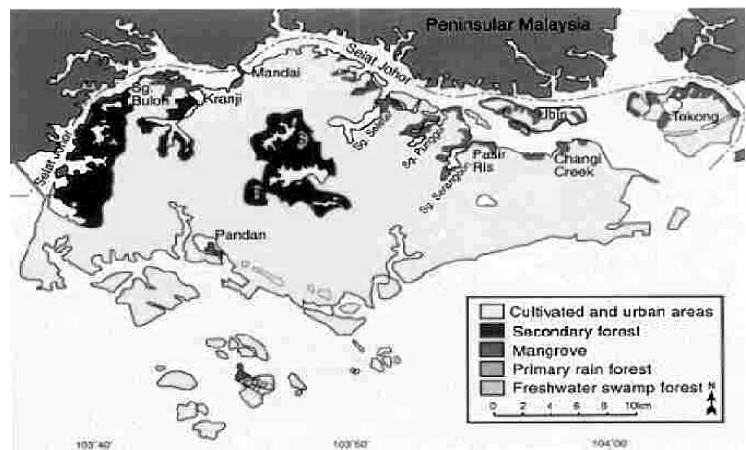 Peninsular Malaysia
Selat Johor
Mandai
Sg.
Buloh
Kranji
Ubin
Tekong
Sg. Seletar
Sg. Punggol
Pasir
Ris
Changi
Creek
Sg. Serangoon
Selat Johor
S
Pandan
Cultivated and urban areas
Secondary forest
Mangrove
Primary rain forest
Freshwater swamp forest
N
0 2 4 6 8 10km
103°40'
103°50'
104°00'